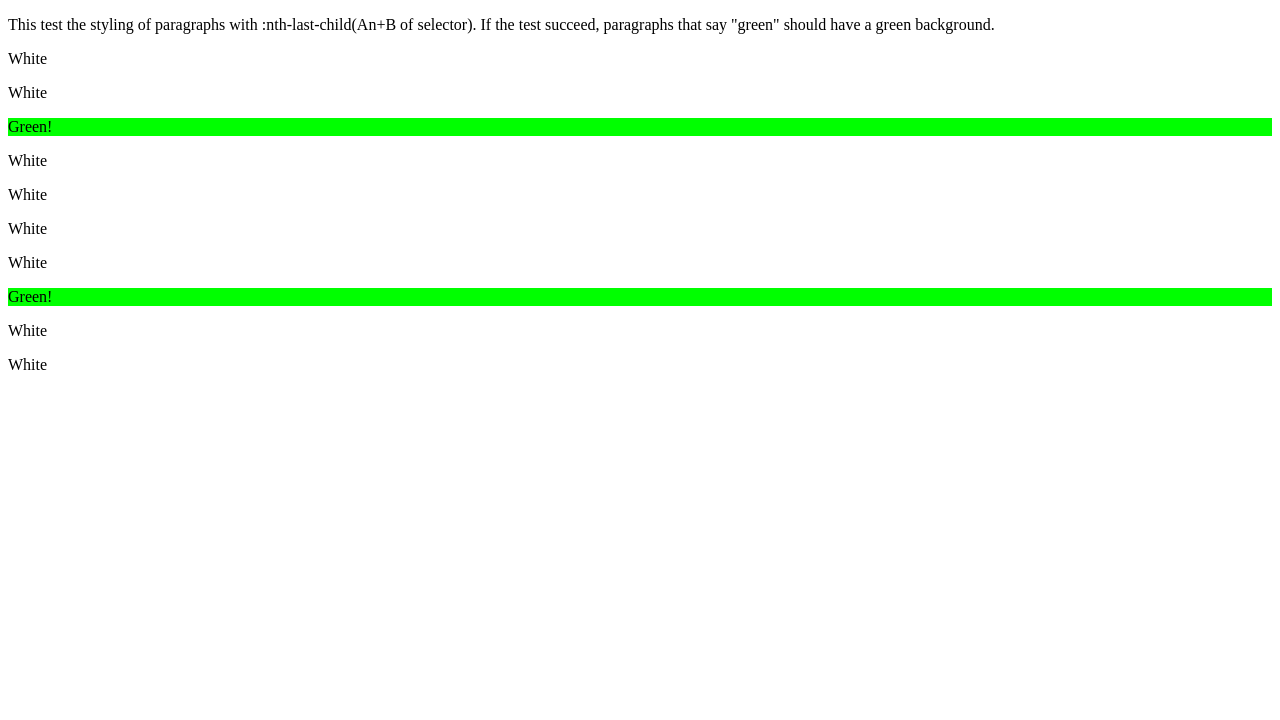 This test the styling of paragraphs with :nth-last-child(An+B of selector). If the test succeed, paragraphs that say "green" should have a green background.
White
White
Green!
White
White
White
White
Green!
White
White